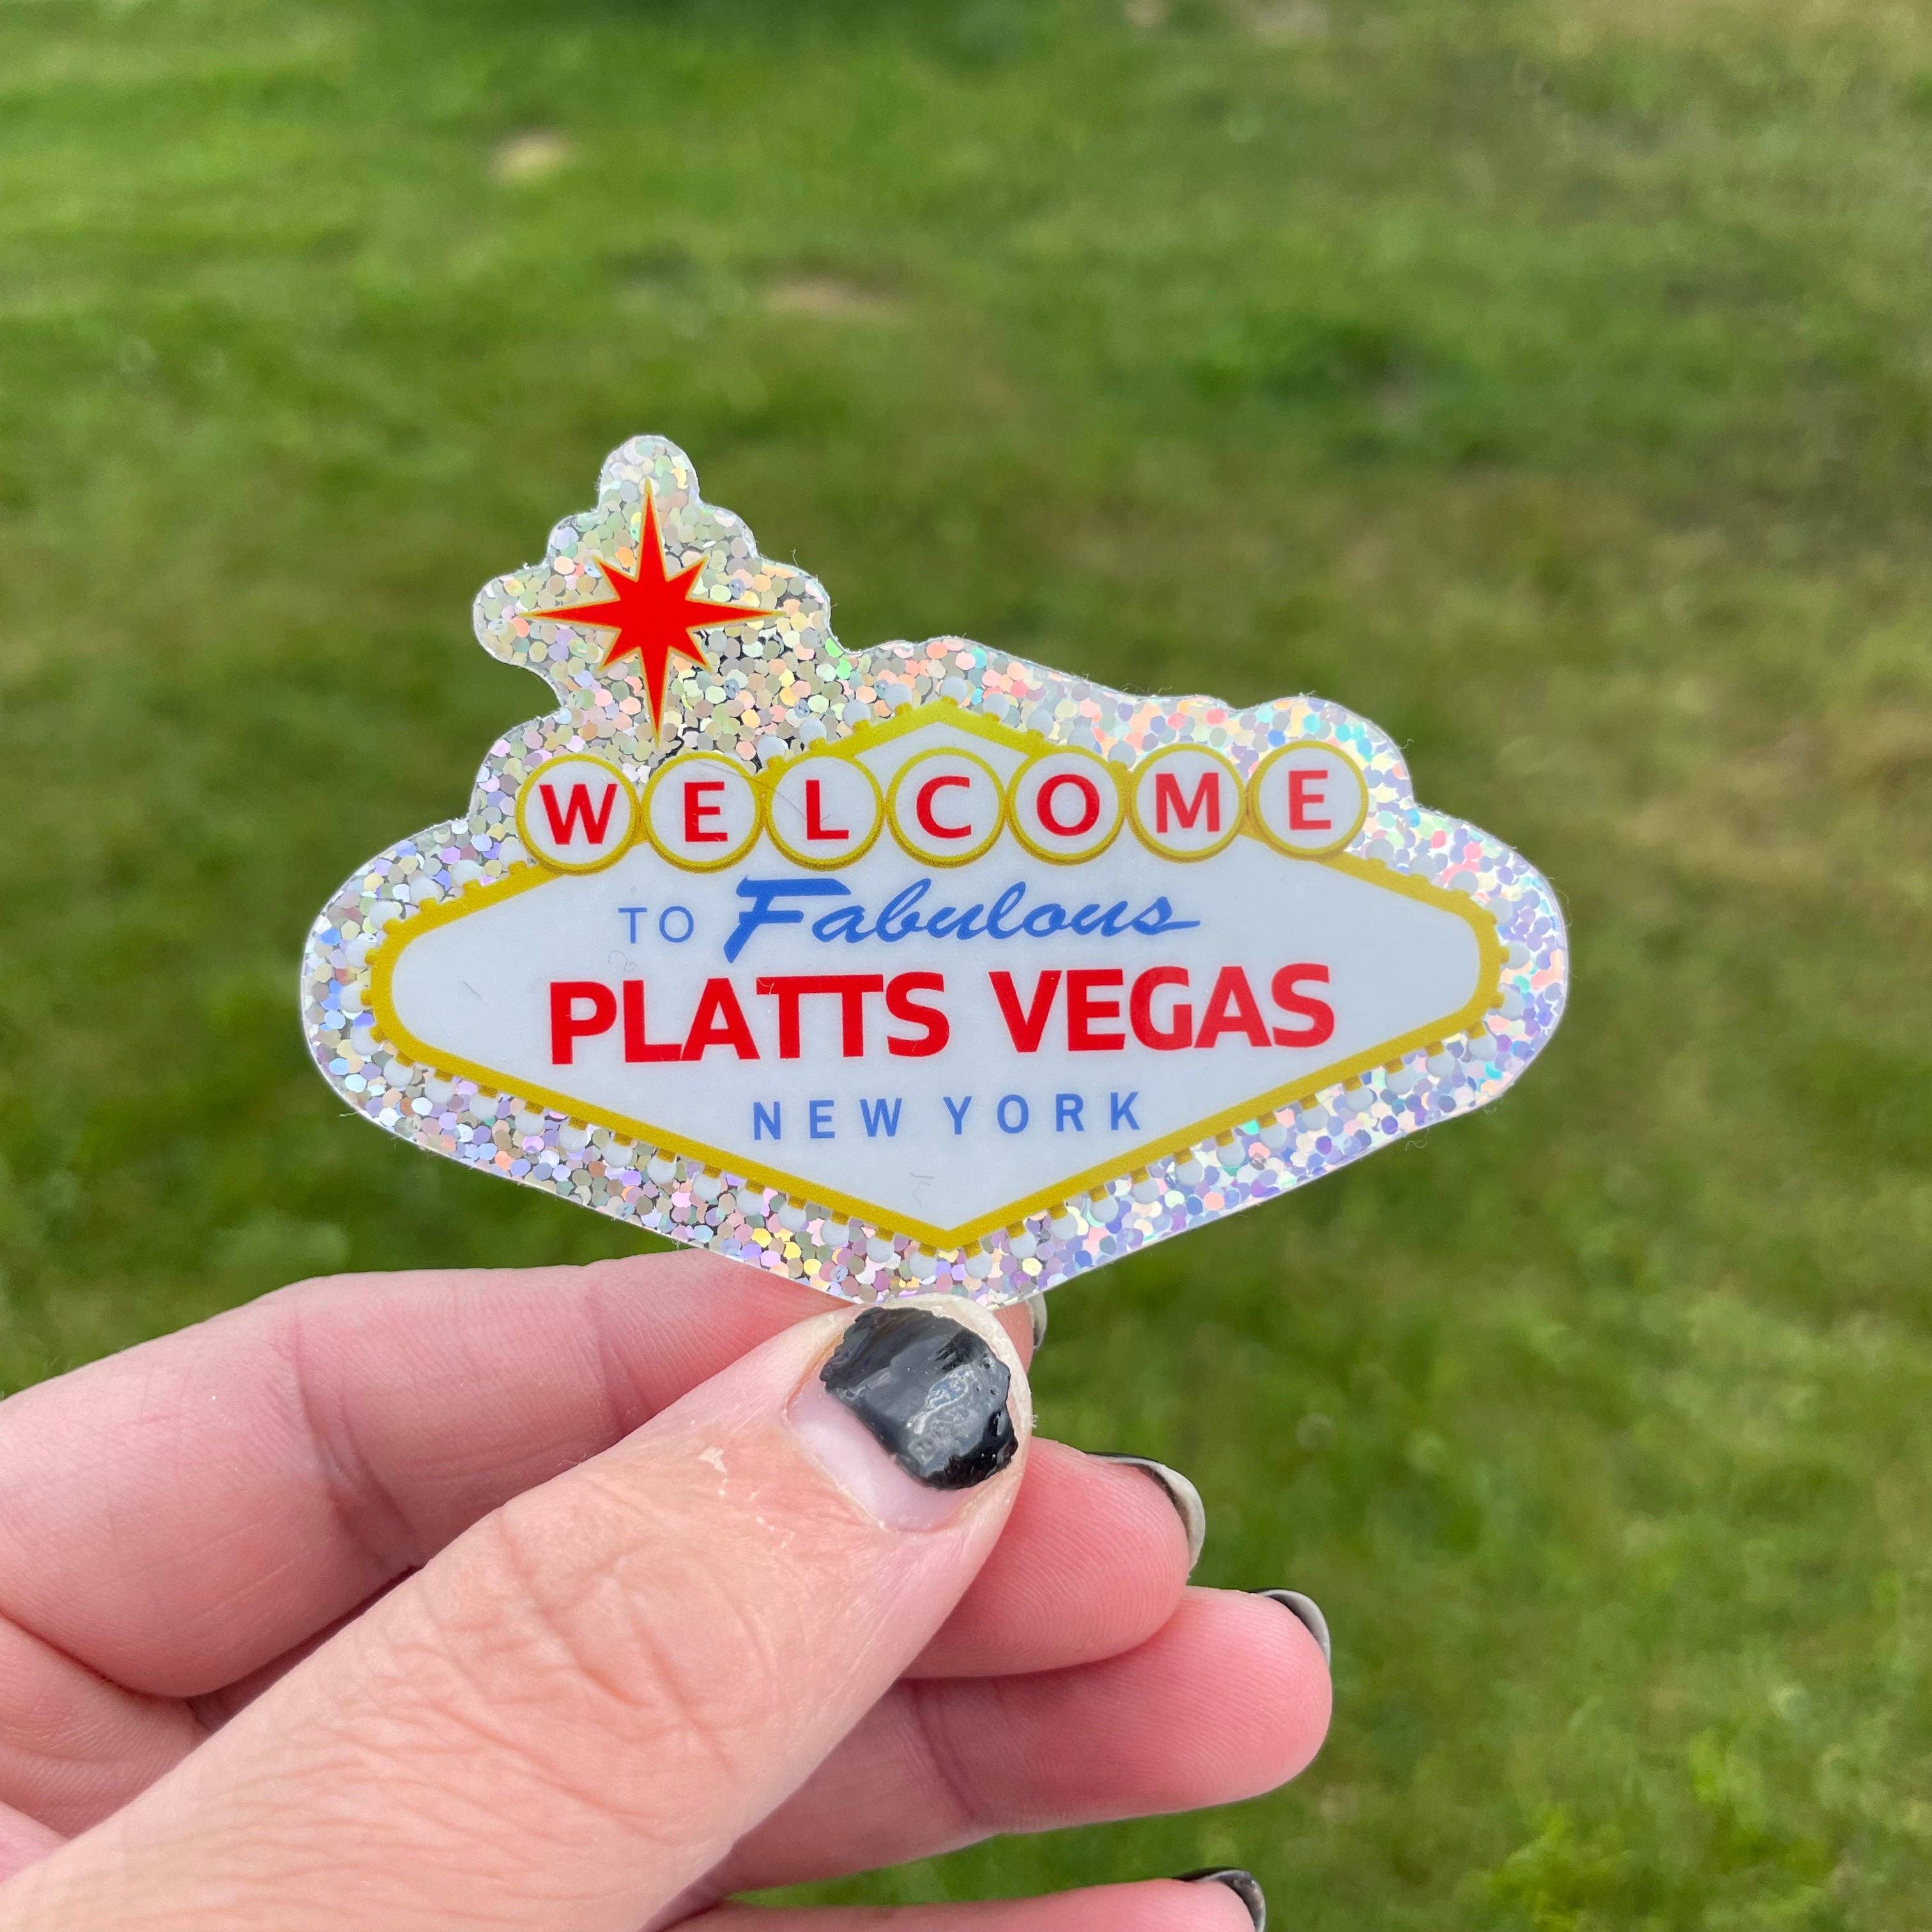 WELCOME
TO Fabulous
PLATTS VEGAS
NEW YORK